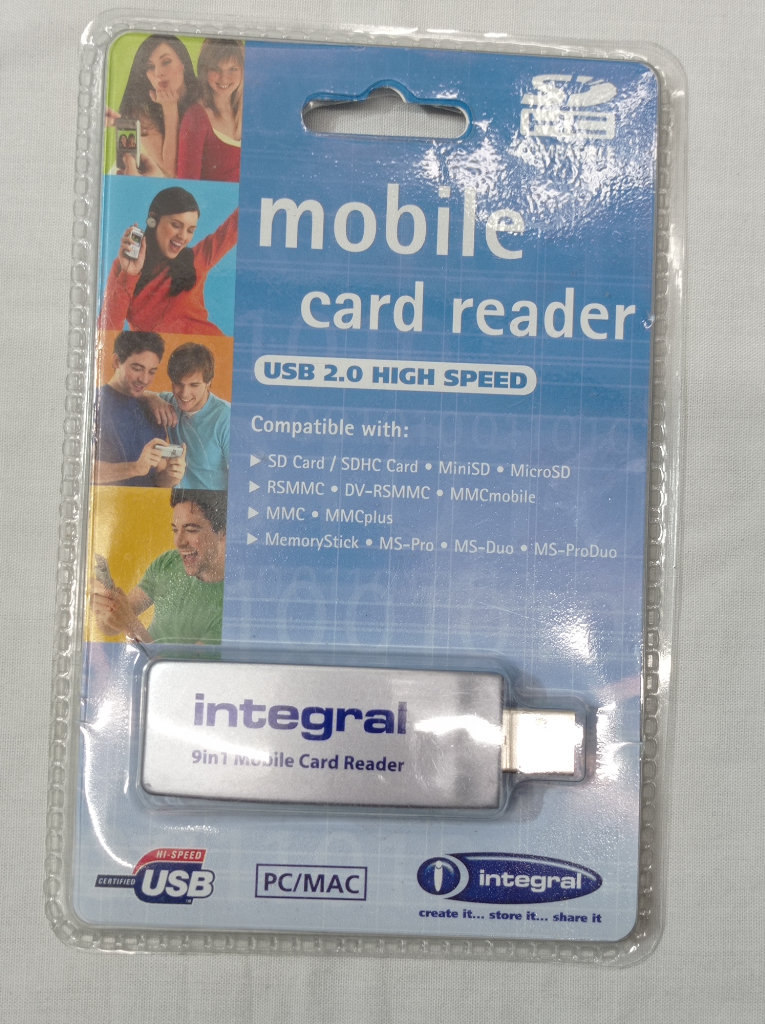 mobile
card reader
USB 2.0 HIGH SPEED
Compatible with:
▶ SD Card / SDHC Card • MiniSD • MicroSD
▶ RSMMC • DV-RSMMC • MMCmobile
▶ MMC • MMCplus
▶ MemoryStick • MS-Pro • MS-Duo • MS-ProDuo
integral
9in1 Mobile Card Reader
HI-SPEED
CERTIFIED USB™
PC/MAC
i integral
create it... store it... share it